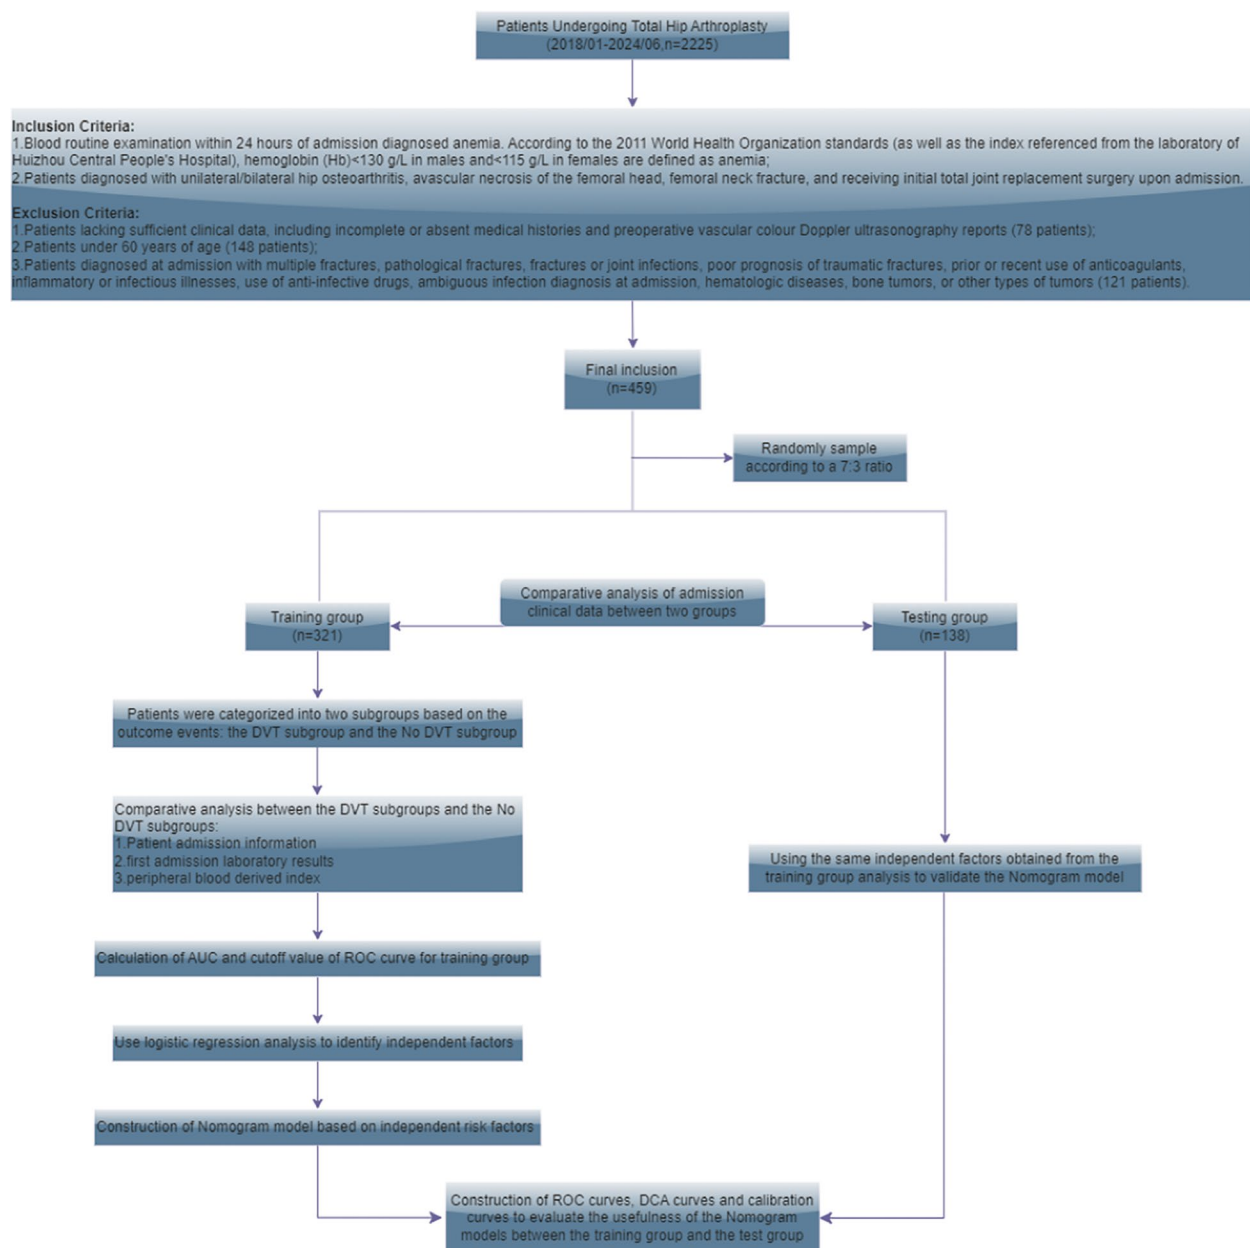 Patients Undergoing Total Hip Arthroplasty
(2018/01-2024/06,n=2225)
Inclusion Criteria:
1.Blood routine examination within 24 hours of admission diagnosed anemia. According to the 2011 World Health Organization standards (as well as the index referenced from the laboratory of
Huizhou Central People's Hospital), hemoglobin (Hb)<130 g/L in males and<115 g/L in females are defined as anemia;
2.Patients diagnosed with unilateral/bilateral hip osteoarthritis, avascular necrosis of the femoral head, femoral neck fracture, and receiving initial total joint replacement surgery upon admission.
Exclusion Criteria:
1.Patients lacking sufficient clinical data, including incomplete or absent medical histories and preoperative vascular colour Doppler ultrasonography reports (78 patients);
2.Patients under 60 years of age (148 patients);
3.Patients diagnosed at admission with multiple fractures, pathological fractures, fractures or joint infections, poor prognosis of traumatic fractures, prior or recent use of anticoagulants,
inflammatory or infectious illnesses, use of anti-infective drugs, ambiguous infection diagnosis at admission, hematologic diseases, bone tumors, or other types of tumors (121 patients).
Final inclusion
(n=459)
Randomly sample
according to a 7:3 ratio
Comparative analysis of admission
clinical data between two groups
Training group
(n=321)
Testing group
(n=138)
Patients were categorized into two subgroups based on the
outcome events: the DVT subgroup and the No DVT subgroup
Comparative analysis between the DVT subgroups and the No
DVT subgroups:
1.Patient admission information
2.first admission laboratory results
3.peripheral blood derived index
Using the same independent factors obtained from the
training group analysis to validate the Nomogram model
Calculation of AUC and cutoff value of ROC curve for training group
Use logistic regression analysis to identify independent factors
Construction of Nomogram model based on independent risk factors
Construction of ROC curves, DCA curves and calibration
curves to evaluate the usefulness of the Nomogram
models between the training group and the test group